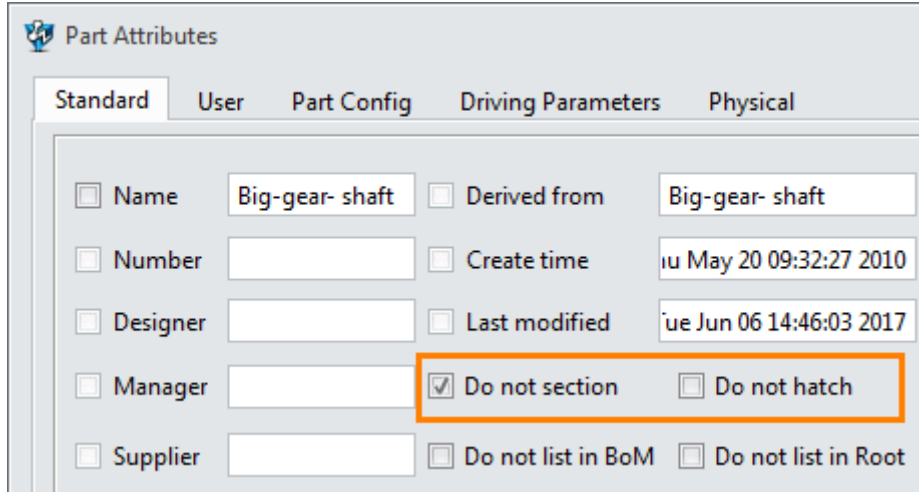 Part Attributes
Standard User Part Config Driving Parameters Physical
Name Big-gear- shaft Derived from Big-gear- shaft
Number Create time May 20 09:32:27 2010
Designer Last modified Jun 06 14:46:03 2017
Manager Do not section Do not hatch
Supplier Do not list in BoM Do not list in Root